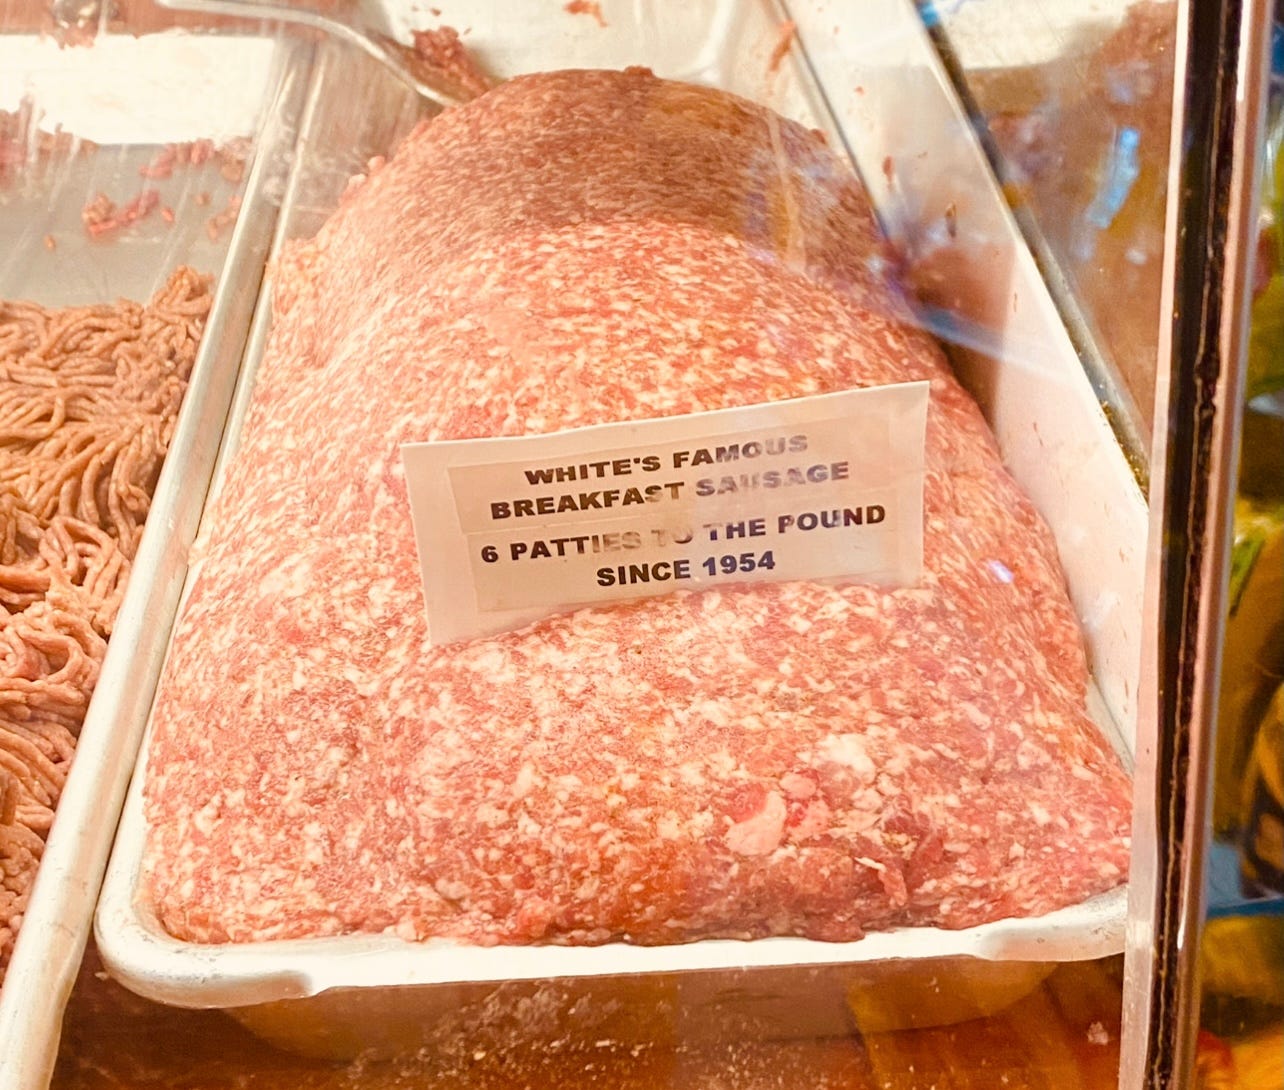 WHITE'S FAMOUS
BREAKFAST SAUSAGE
6 PATTIES TO THE POUND
SINCE 1954